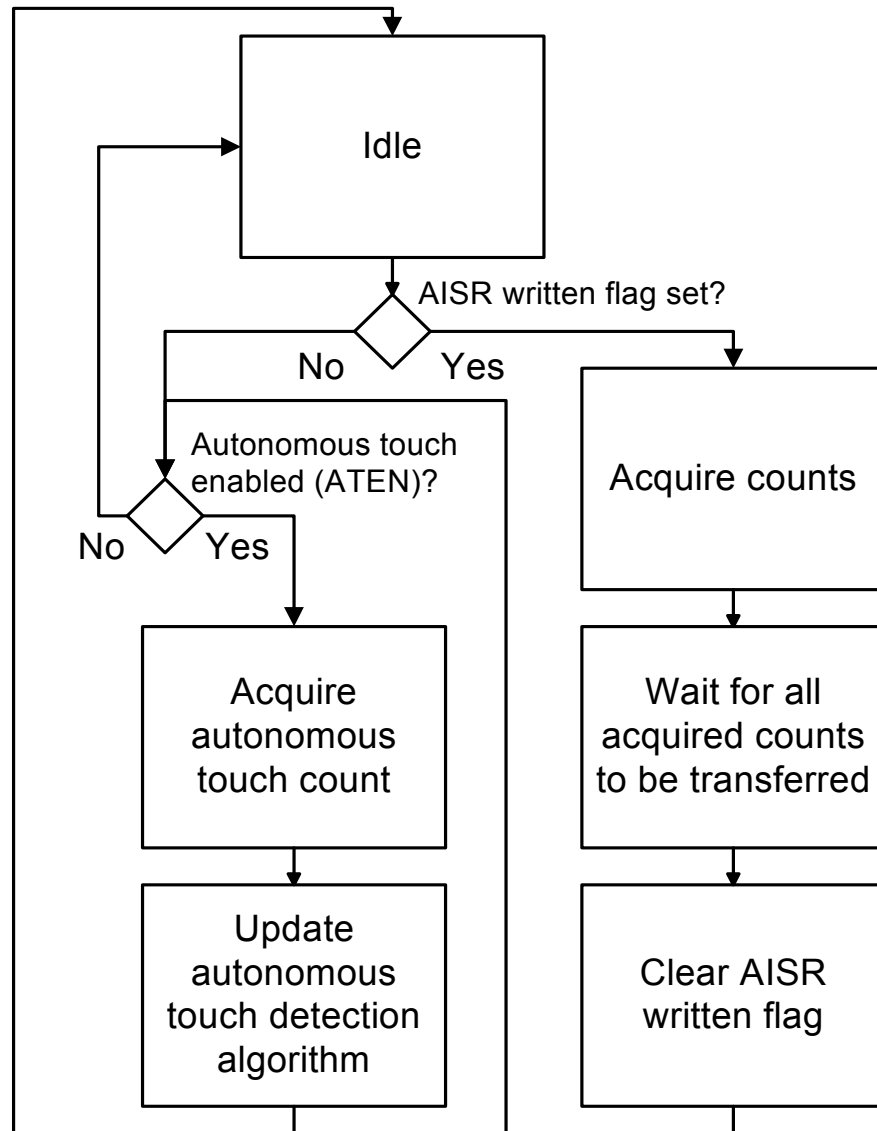 Idle
AISR written flag set?
No
Yes
Autonomous touch
enabled (ATEN)?
No
Yes
Acquire counts
Acquire
autonomous
touch count
Wait for all
acquired counts
to be transferred
Update
autonomous
touch detection
algorithm
Clear AISR
written flag